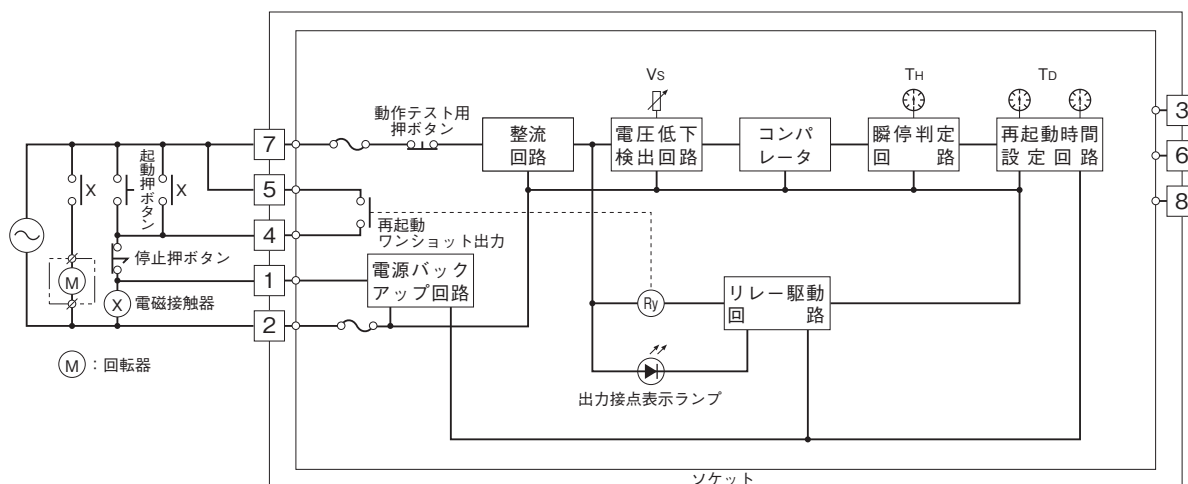 VS
TH
TD
7
動作テスト用
押ボタン
整流
回路
電圧低下
検出回路
コンパ
レータ
瞬停判定
回路
再起動時間
設定回路
3
6
8
X
起動押ボタン
X
5
4
再起動
ワンショット出力
停止押ボタン
M
1
電源バック
アップ回路
X
電磁接触器
Ry
リレー駆動
回路
2
M:回転器
出力接点表示ランプ
ソケット